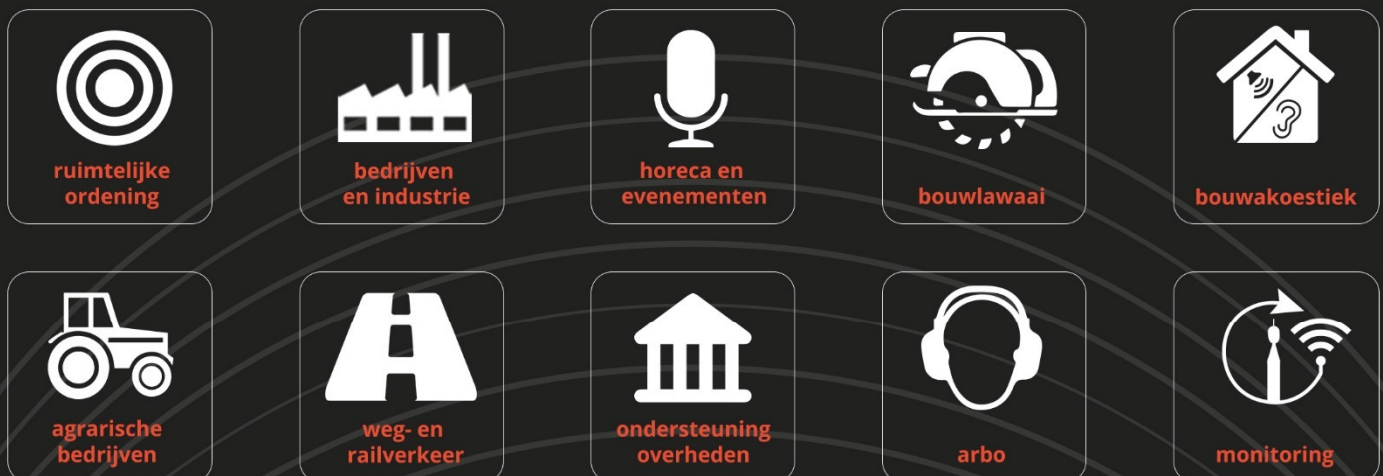 ruimtelijke
ordening
bedrijven
en industrie
horeca en
evenementen
bouwlawaai
bouwakoestiek
agrarische
bedrijven
weg- en
railverkeer
ondersteuning
overheden
arbo
monitoring